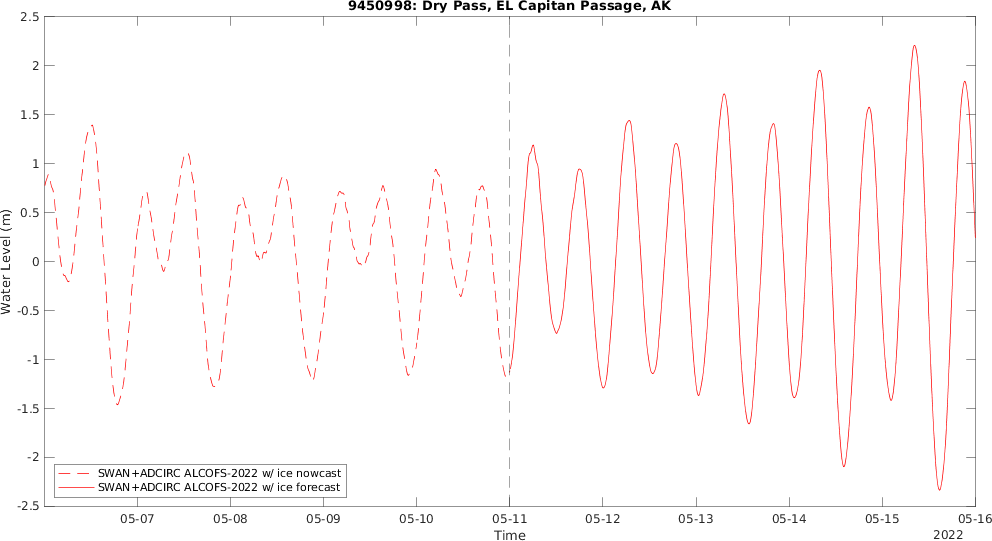 9450998: Dry Pass, EL Capitan Passage, AK
2.5
2
1.5
1
0.5
0
-0.5
-1
-1.5
-2
-2.5
Water Level (m)
SWAN+ADCIRC ALCOFS-2022 w/ ice nowcast
SWAN+ADCIRC ALCOFS-2022 w/ ice forecast
05-07 05-08 05-09 05-10 05-11 05-12 05-13 05-14 05-15 05-16
Time
2022